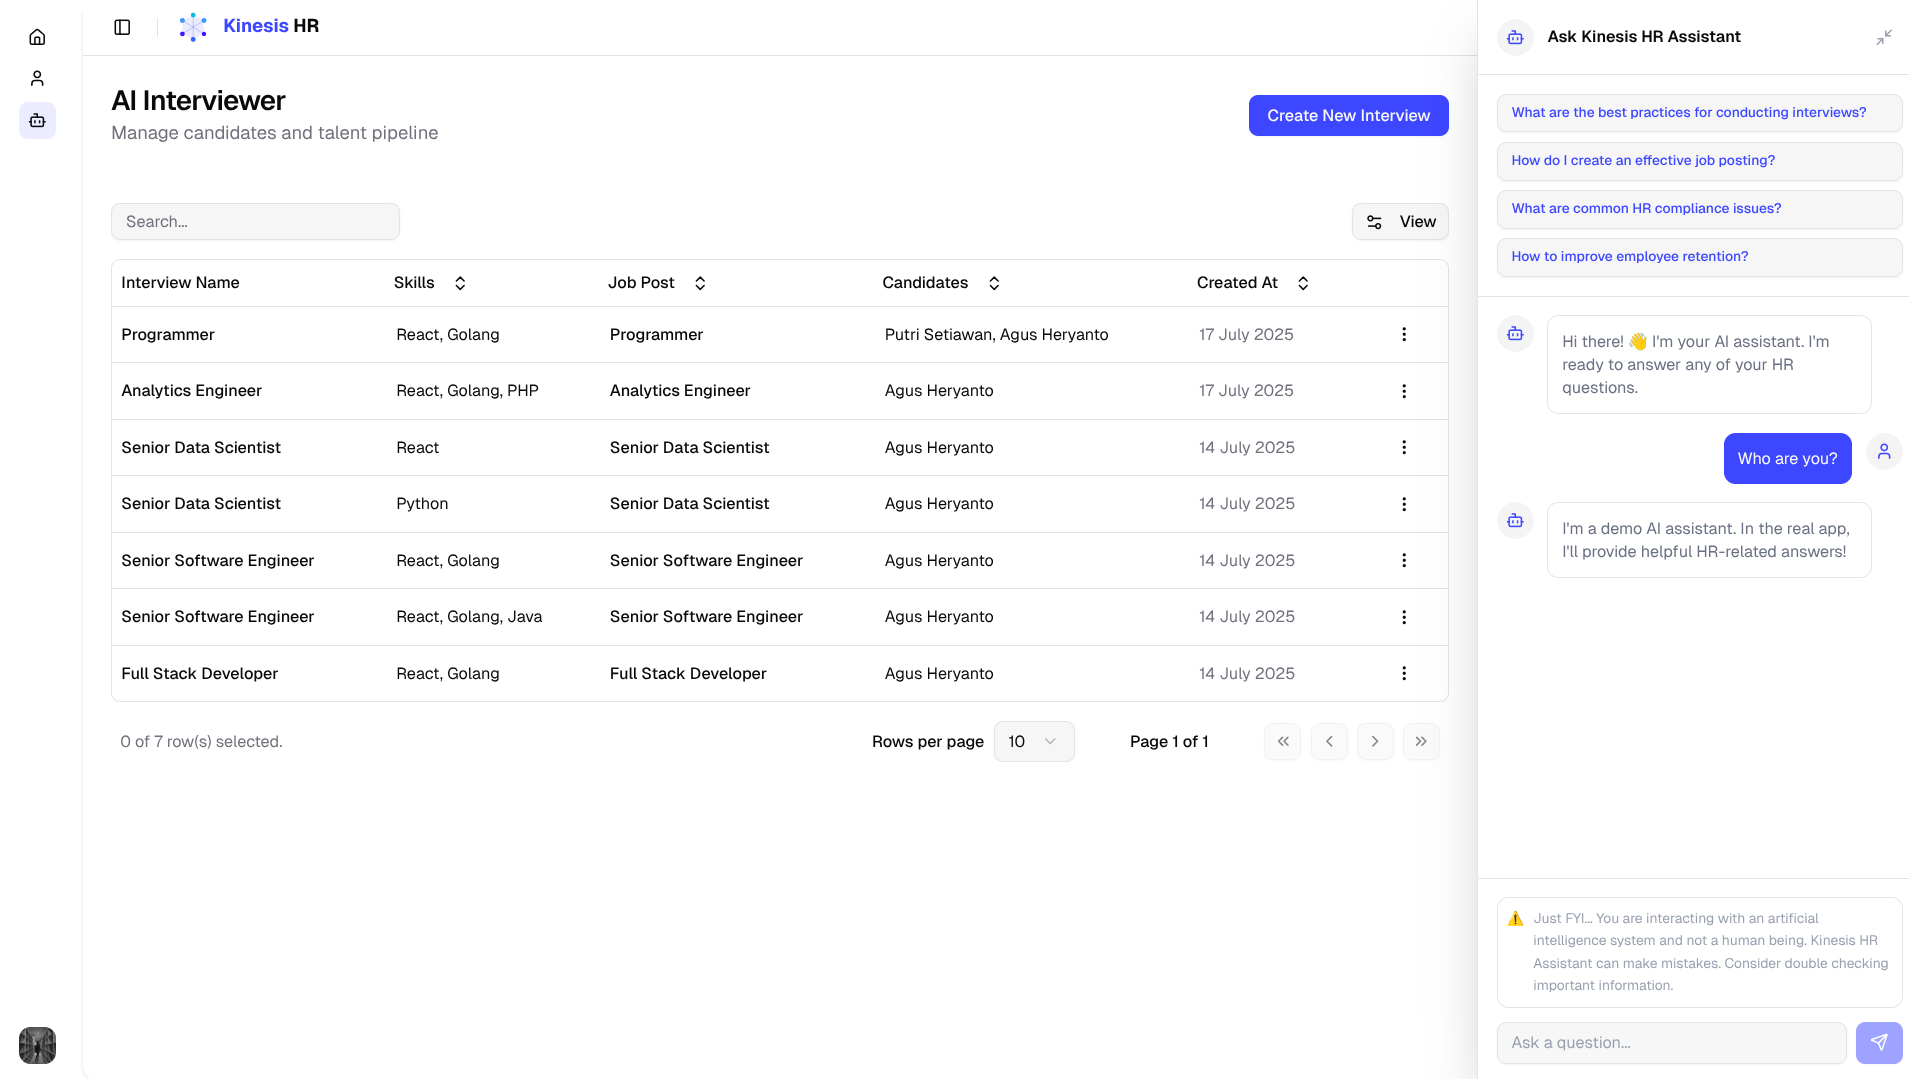 Kinesis HR
AI Interviewer
Manage candidates and talent pipeline
Create New Interview
Search...
View
Interview Name Skills Job Post Candidates Created At
Programmer React, Golang Programmer Putri Setiawan, Agus Heryanto 17 July 2025
Analytics Engineer React, Golang, PHP Analytics Engineer Agus Heryanto 17 July 2025
Senior Data Scientist React Senior Data Scientist Agus Heryanto 14 July 2025
Senior Data Scientist Python Senior Data Scientist Agus Heryanto 14 July 2025
Senior Software Engineer React, Golang Senior Software Engineer Agus Heryanto 14 July 2025
Senior Software Engineer React, Golang, Java Senior Software Engineer Agus Heryanto 14 July 2025
Full Stack Developer React, Golang Full Stack Developer Agus Heryanto 14 July 2025
0 of 7 row(s) selected.
Rows per page 10 Page 1 of 1
Ask Kinesis HR Assistant
What are the best practices for conducting interviews?
How do I create an effective job posting?
What are common HR compliance issues?
How to improve employee retention?
Hi there! 👋 I'm your AI assistant. I'm
ready to answer any of your HR
questions.
Who are you?
I'm a demo AI assistant. In the real app,
I'll provide helpful HR-related answers!
⚠️ Just FYI... You are interacting with an artificial
intelligence system and not a human being. Kinesis HR
Assistant can make mistakes. Consider double checking
important information.
Ask a question...